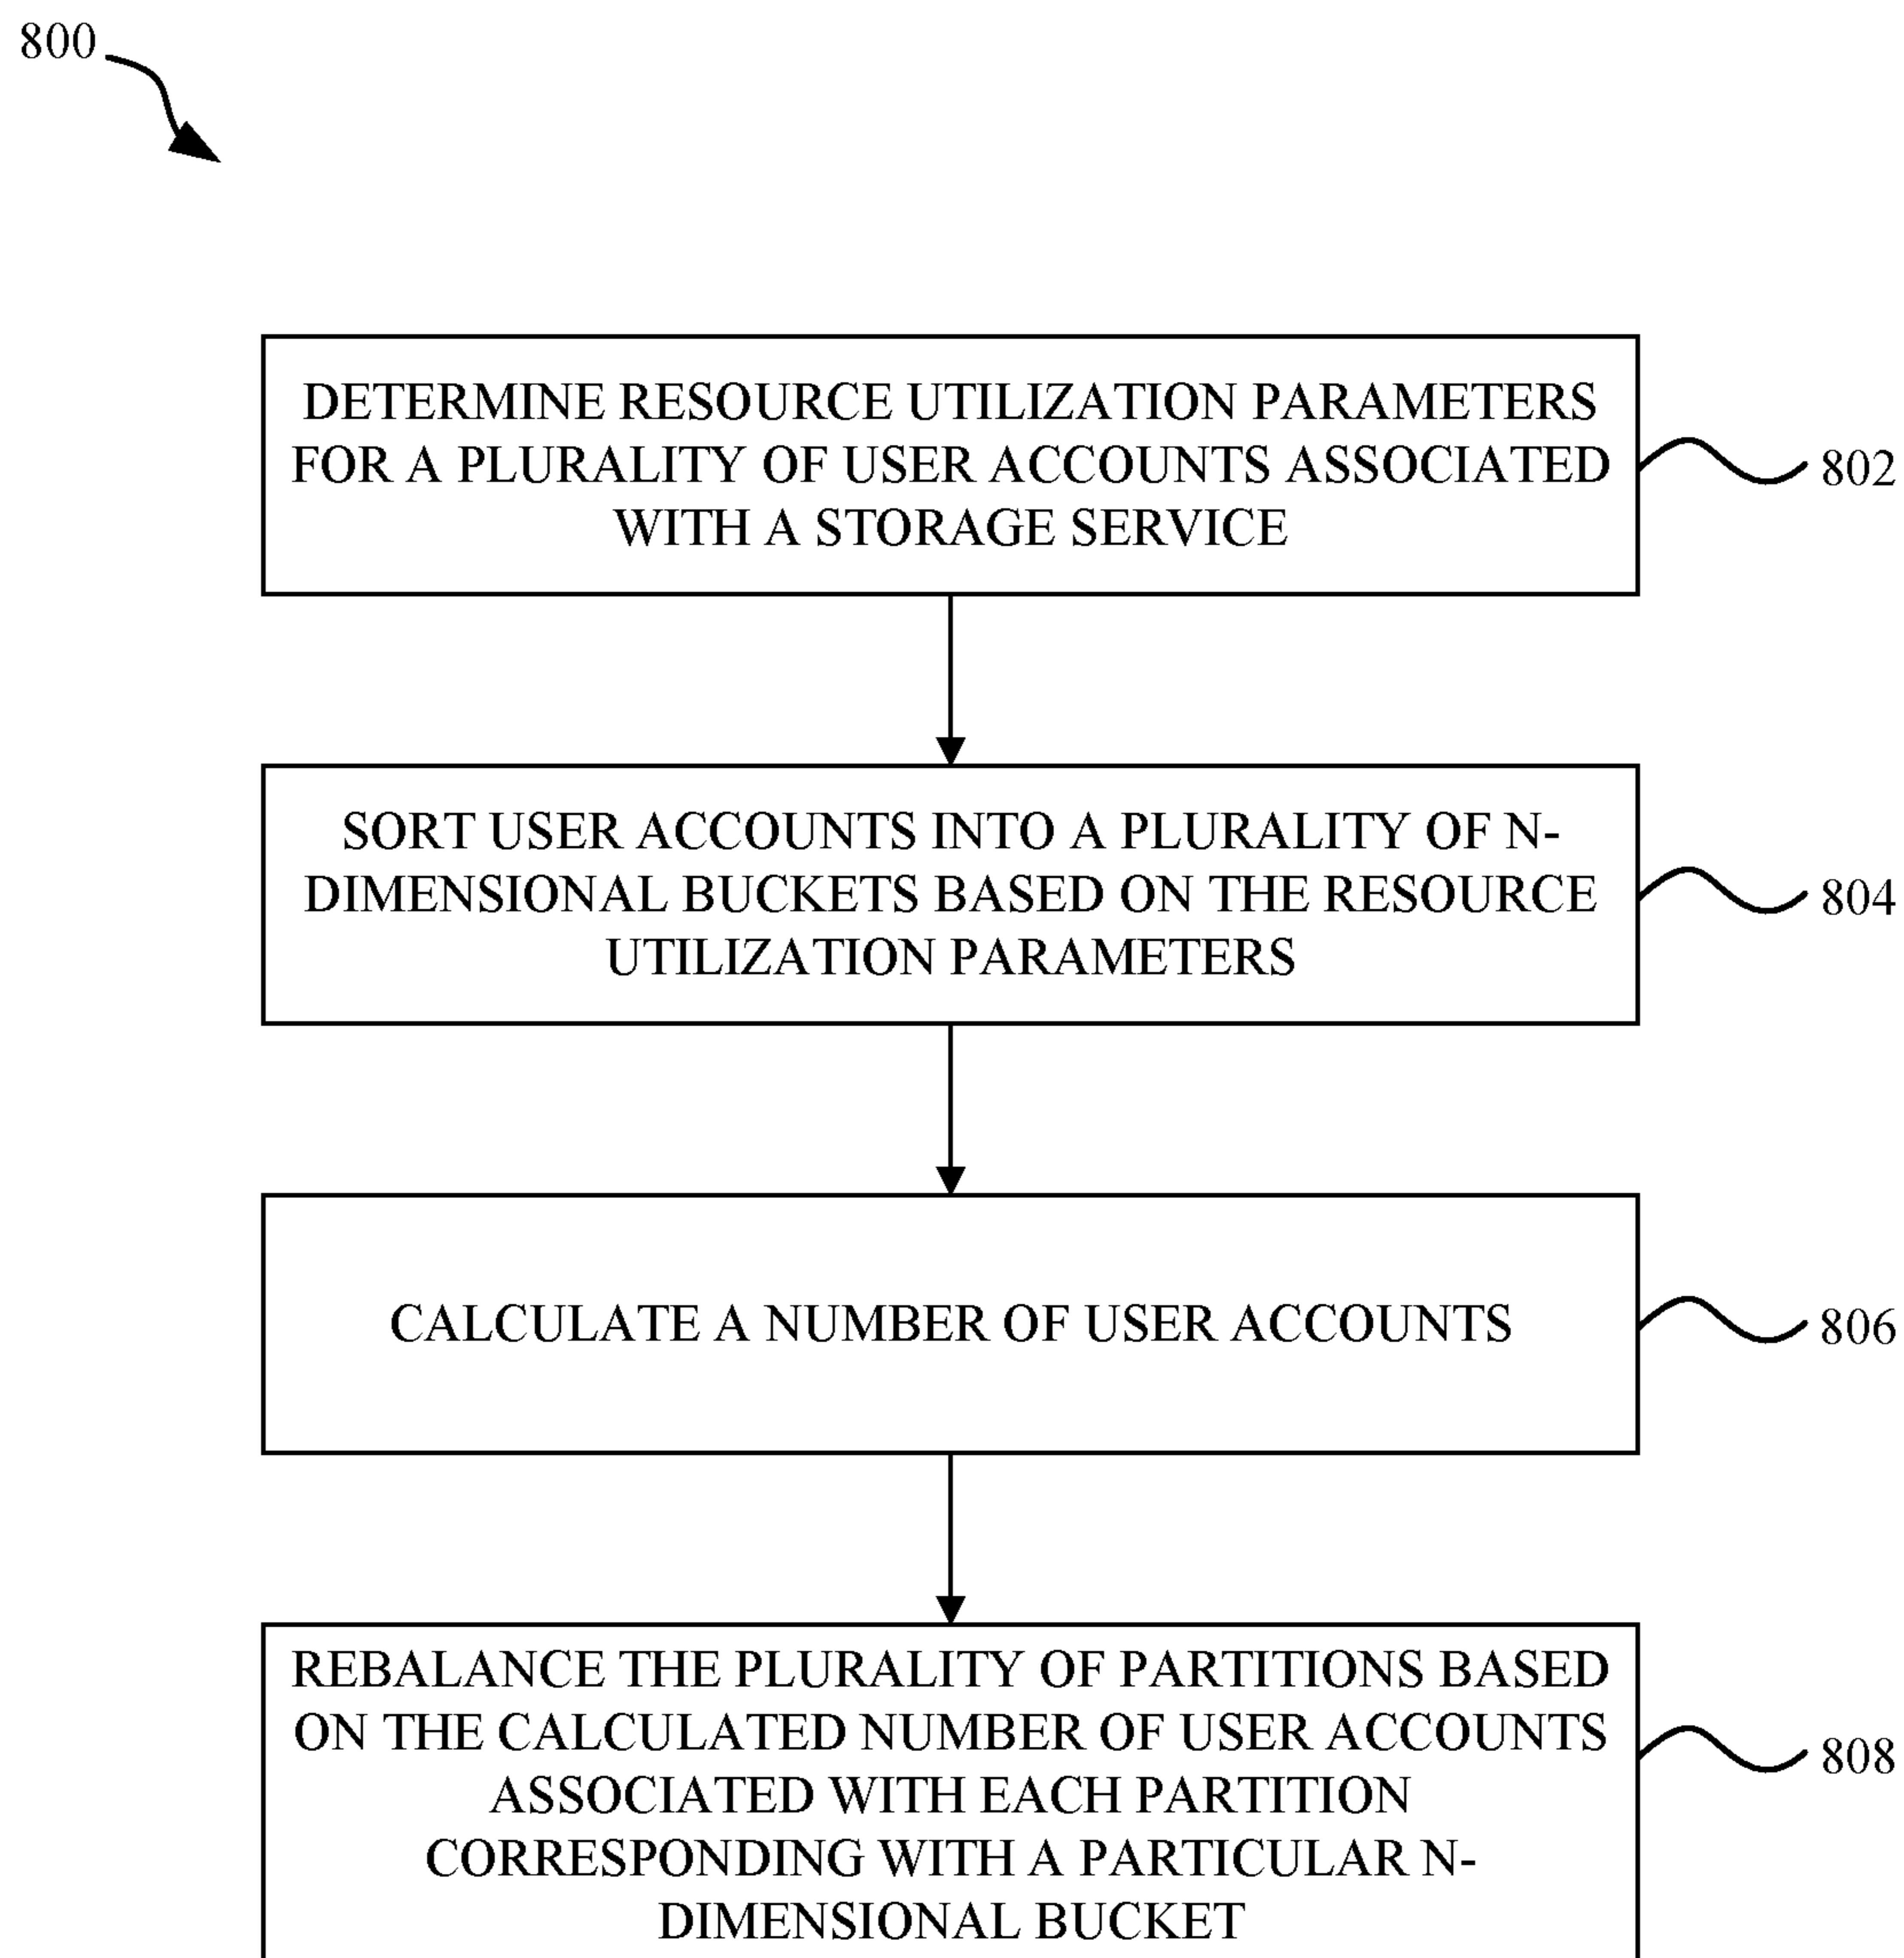 800
DETERMINE RESOURCE UTILIZATION PARAMETERS
FOR A PLURALITY OF USER ACCOUNTS ASSOCIATED
WITH A STORAGE SERVICE
802
SORT USER ACCOUNTS INTO A PLURALITY OF N-
DIMENSIONAL BUCKETS BASED ON THE RESOURCE
UTILIZATION PARAMETERS
804
CALCULATE A NUMBER OF USER ACCOUNTS
806
REBALANCE THE PLURALITY OF PARTITIONS BASED
ON THE CALCULATED NUMBER OF USER ACCOUNTS
ASSOCIATED WITH EACH PARTITION
CORRESPONDING WITH A PARTICULAR N-
DIMENSIONAL BUCKET
808